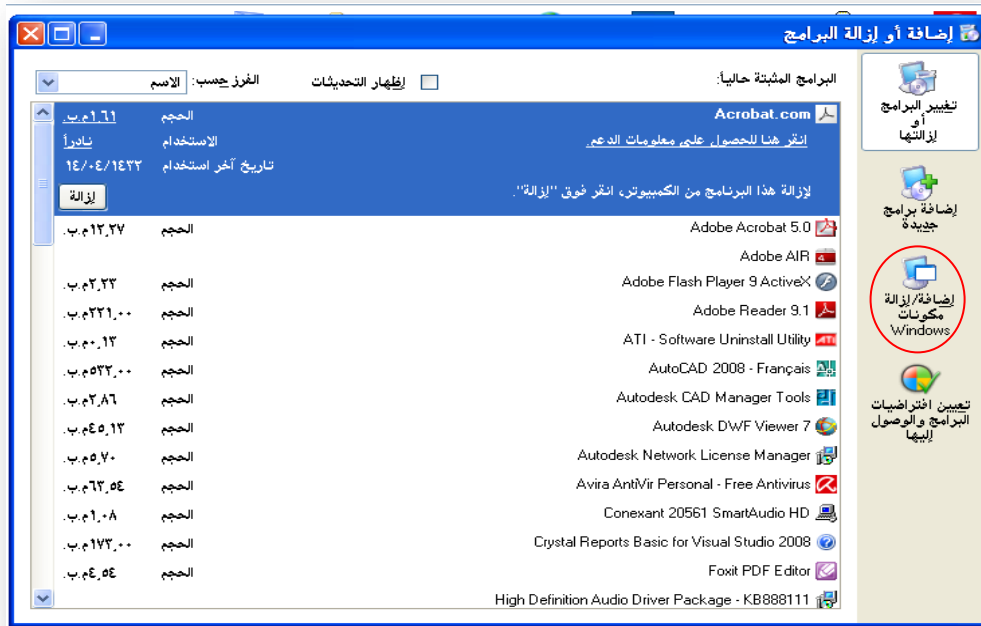 إضافة أو إزالة البرامج
تغيير البرامج
أو
إزالتها
إضافة برامج
جديدة
إضافة/إزالة
مكونات
Windows
تعيين افتراضيات
البرامج والوصول
إليها
البرامج المثبتة حالياً:
إظهار التحديثات
الفرز حسب: الاسم
Acrobat.com الحجم ١,٦١م.ب.
انقر هنا للحصول على معلومات الدعم. الاستخدام نادراً
تاريخ آخر استخدام ١٤/٠٤/١٤٣٢
لإزالة هذا البرنامج من الكمبيوتر، انقر فوق "إزالة". إزالة
Adobe Acrobat 5.0 الحجم ١٢,٢٧م.ب.
Adobe AIR
Adobe Flash Player 9 ActiveX الحجم ٢,٢٣م.ب.
Adobe Reader 9.1 الحجم ٢٢١,٠٠م.ب.
ATI - Software Uninstall Utility الحجم ٠,١٣م.ب.
AutoCAD 2008 - Français الحجم ٥٣٢,٠٠م.ب.
Autodesk CAD Manager Tools الحجم ٢,٨٦م.ب.
Autodesk DWF Viewer 7 الحجم ٤٥,١٣م.ب.
Autodesk Network License Manager الحجم ٥,٧٠م.ب.
Avira AntiVir Personal - Free Antivirus الحجم ٦٣,٥٤م.ب.
Conexant 20561 SmartAudio HD الحجم ١,٠٨م.ب.
Crystal Reports Basic for Visual Studio 2008 الحجم ١٧٣,٠٠م.ب.
Foxit PDF Editor الحجم ٤,٥٤م.ب.
High Definition Audio Driver Package - KB888111